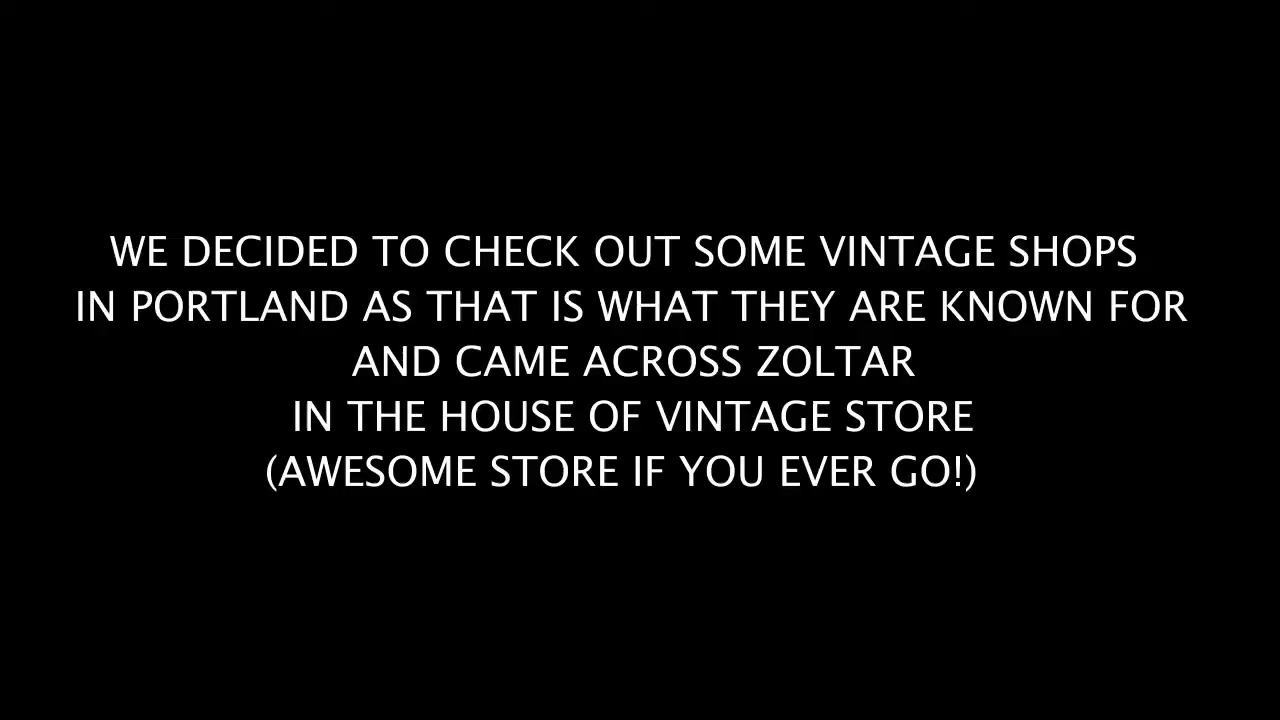 WE DECIDED TO CHECK OUT SOME VINTAGE SHOPS
IN PORTLAND AS THAT IS WHAT THEY ARE KNOWN FOR
AND CAME ACROSS ZOLTAR
IN THE HOUSE OF VINTAGE STORE
(AWESOME STORE IF YOU EVER GO!)